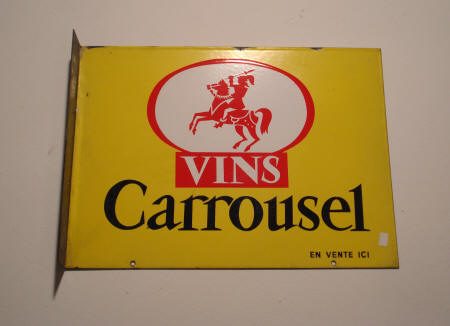 VINS
Carrousel
EN VENTE ICI